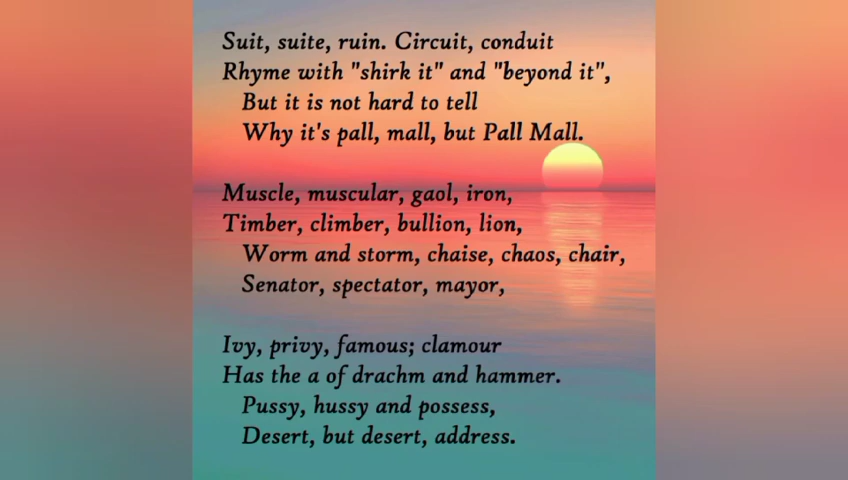 Suit, suite, ruin. Circuit, conduit
Rhyme with "shirk it" and "beyond it",
But it is not hard to tell
Why it's pall, mall, but Pall Mall.
Muscle, muscular, gaol, iron,
Timber, climber, bullion, lion,
Worm and storm, chaise, chaos, chair,
Senator, spectator, mayor,
Ivy, privy, famous; clamour
Has the a of drachm and hammer.
Pussy, hussy and possess,
Desert, but desert, address.